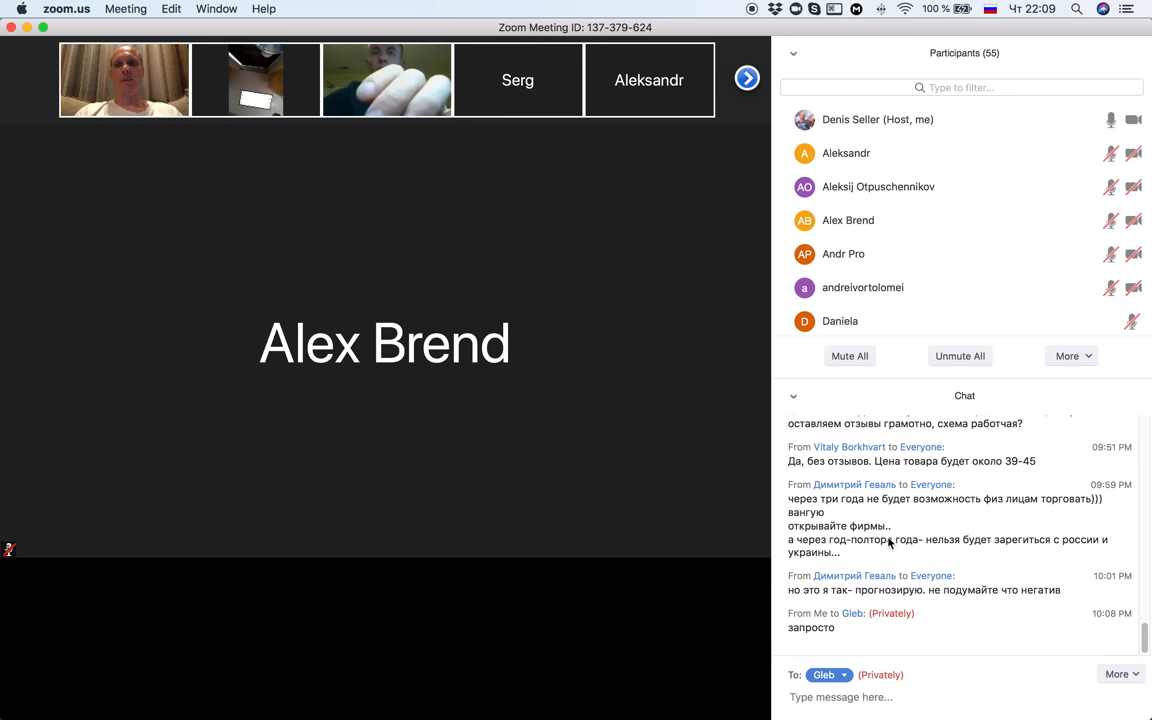 zoom.us Meeting Edit Window Help 100 % Чт 22:09
Zoom Meeting ID: 137-379-624
Serg
Aleksandr
Alex Brend
Participants (55)
Type to filter...
Denis Seller (Host, me)
A Aleksandr
AO Aleksij Otpuschennikov
AB Alex Brend
AP Andr Pro
a andreivortolomei
D Daniela
Mute All Unmute All More
Chat
оставляем отзывы грамотно, схема работчая?
From Vitaly Borkhvart to Everyone: 09:51 PM
Да, без отзывов. Цена товара будет около 39-45
From Димитрий Геваль to Everyone: 09:59 PM
через три года не будет возможность физ лицам торговать)))
вангую
открывайте фирмы..
а через год-полтора года- нельзя будет зарегиться с россии и
украины...
From Димитрий Геваль to Everyone: 10:01 PM
но это я так- прогнозирую. не подумайте что негатив
From Me to Gleb: (Privately) 10:08 PM
запросто
To: Gleb (Privately) More
Type message here...